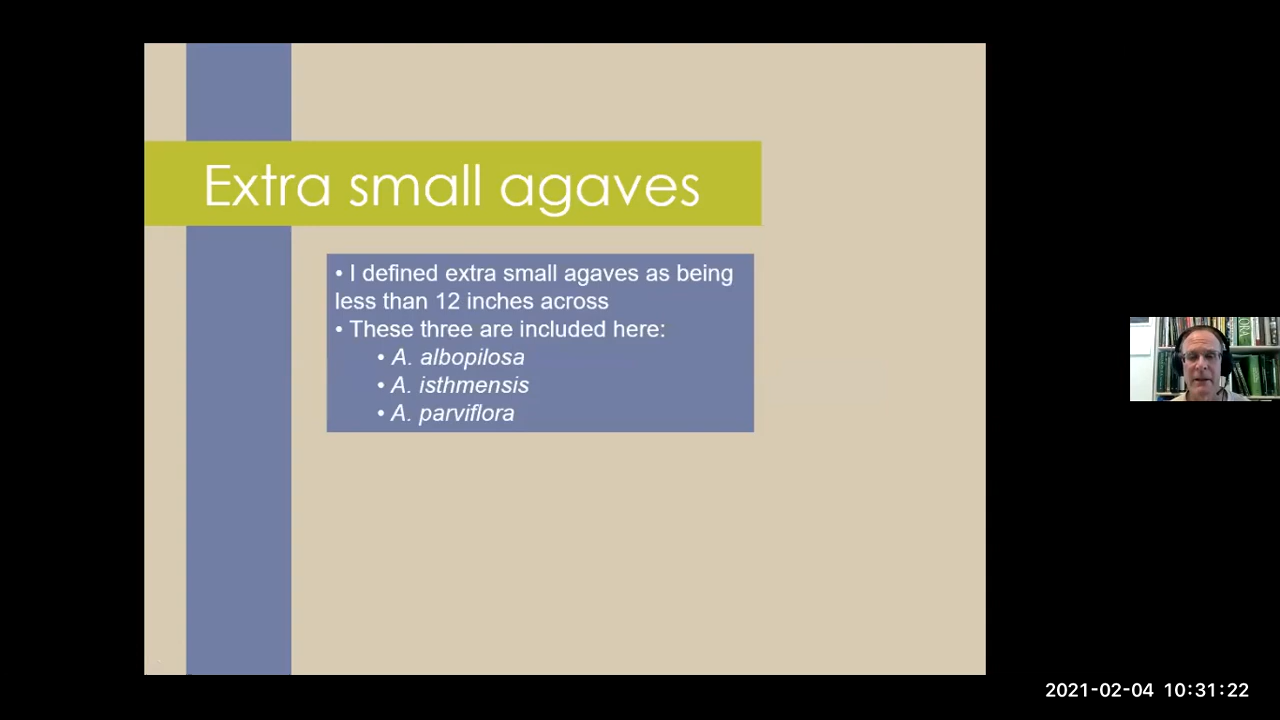 Extra small agaves
• I defined extra small agaves as being
less than 12 inches across
• These three are included here:
• A. albopilosa
• A. isthmensis
• A. parviflora
2021-02-04 10:31:22